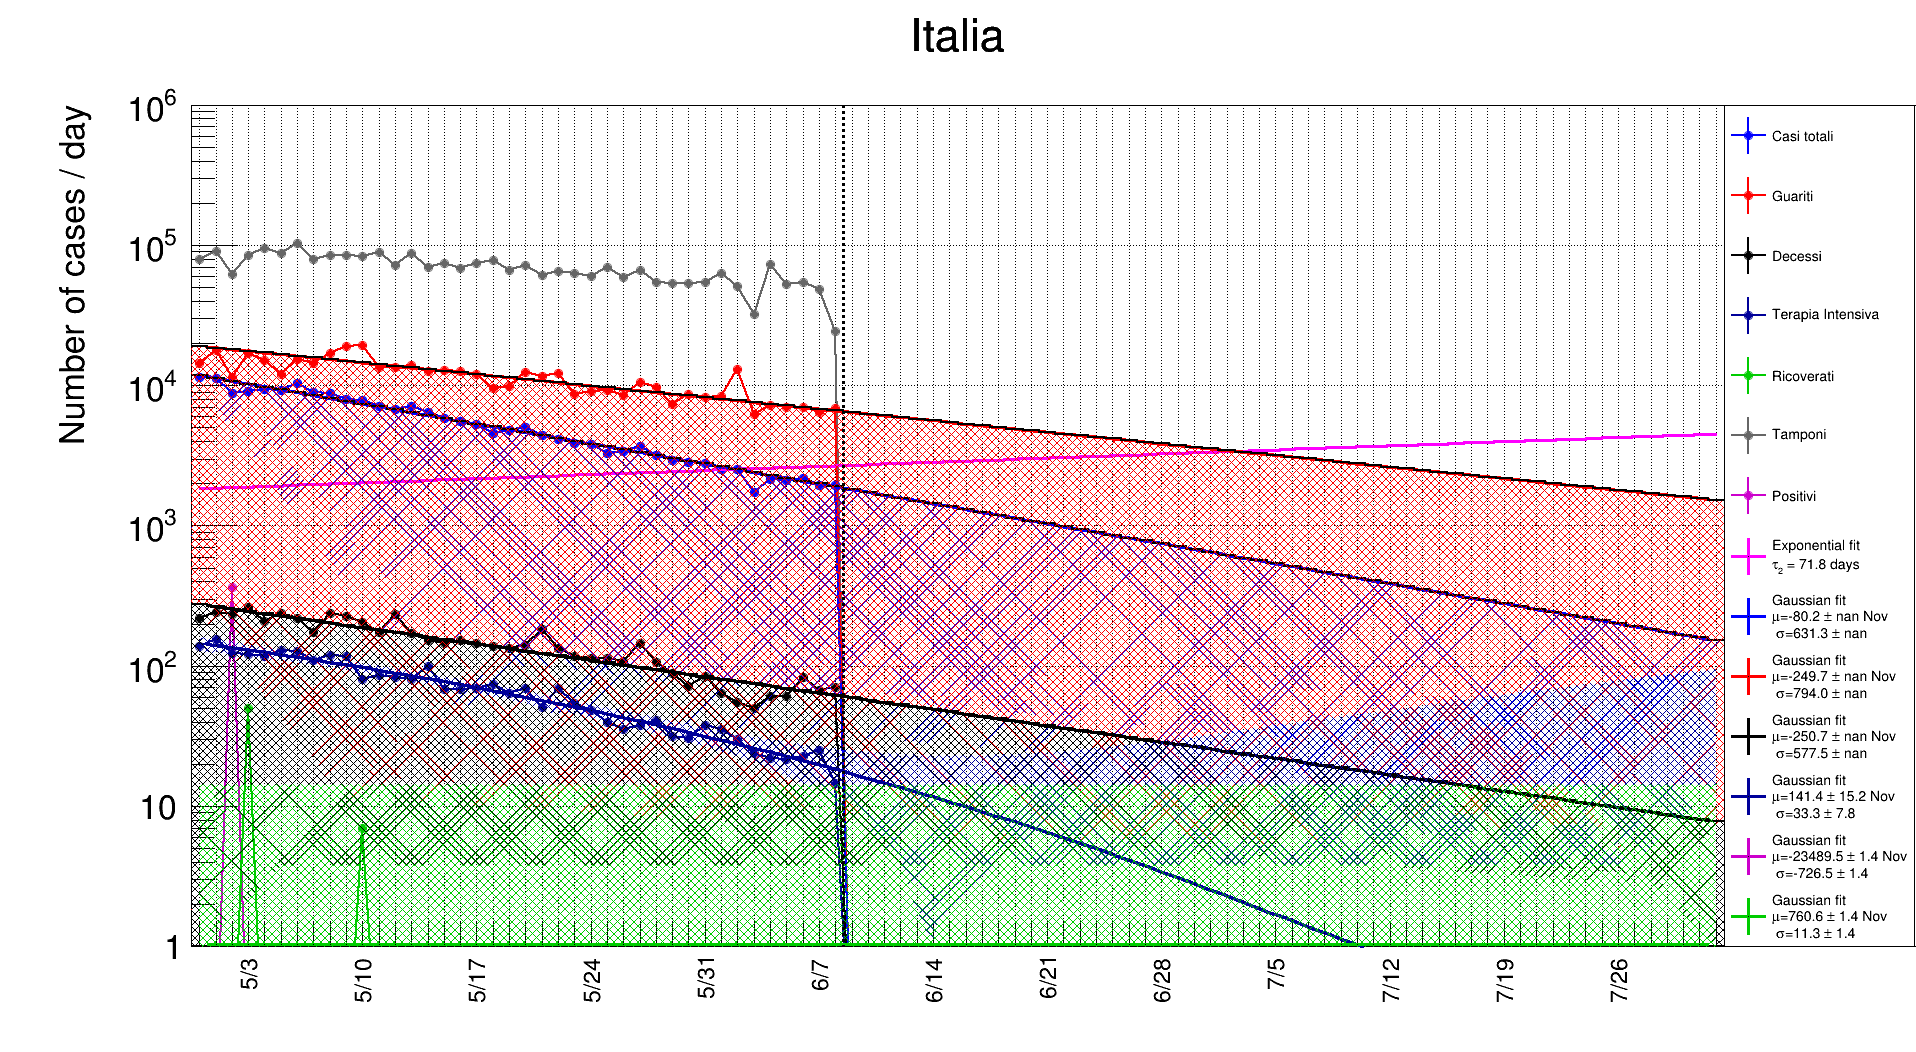 Italia
Number of cases / day
10^6
10^5
10^4
10^3
10^2
10
1
5/3
5/10
5/17
5/24
5/31
6/7
6/14
6/21
6/28
7/5
7/12
7/19
7/26
Casi totali
Guariti
Decessi
Terapia Intensiva
Ricoverati
Tamponi
Positivi
Exponential fit
τ₂ = 71.8 days
Gaussian fit
μ=-80.2 ± nan Nov
σ=631.3 ± nan
Gaussian fit
μ=-249.7 ± nan Nov
σ=794.0 ± nan
Gaussian fit
μ=-250.7 ± nan Nov
σ=577.5 ± nan
Gaussian fit
μ=141.4 ± 15.2 Nov
σ=33.3 ± 7.8
Gaussian fit
μ=-23489.5 ± 1.4 Nov
σ=-726.5 ± 1.4
Gaussian fit
μ=760.6 ± 1.4 Nov
σ=11.3 ± 1.4